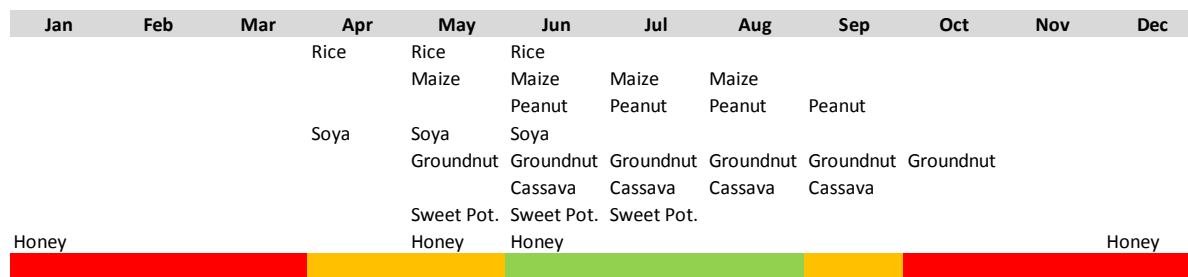 Jan Feb Mar Apr May Jun Jul Aug Sep Oct Nov Dec
Rice Rice Rice
Maize Maize Maize Maize
Peanut Peanut Peanut Peanut
Soya Soya Soya
Groundnut Groundnut Groundnut Groundnut Groundnut Groundnut
Cassava Cassava Cassava Cassava
Sweet Pot. Sweet Pot. Sweet Pot.
Honey Honey Honey Honey